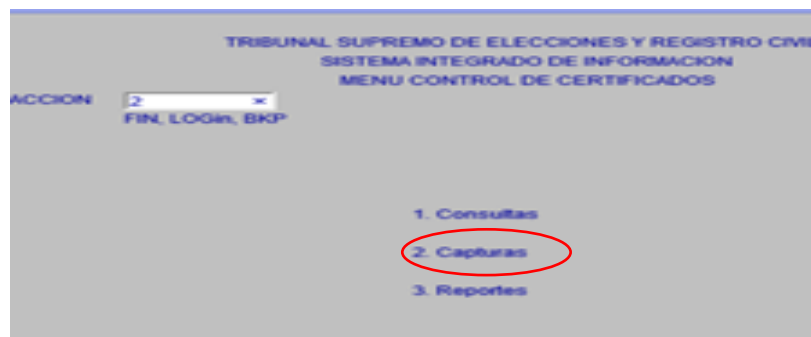 TRIBUNAL SUPREMO DE ELECCIONES Y REGISTRO CIVIL
SISTEMA INTEGRADO DE INFORMACION
MENU CONTROL DE CERTIFICADOS
ACCION 2 ×
FIN, LOGin, BKP
1. Consultas
2. Capturas
3. Reportes